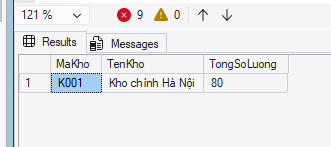 121 % 9 0
Results Messages
MaKho TenKho TongSoLuong
1 K001 Kho chính Hà Nội 80